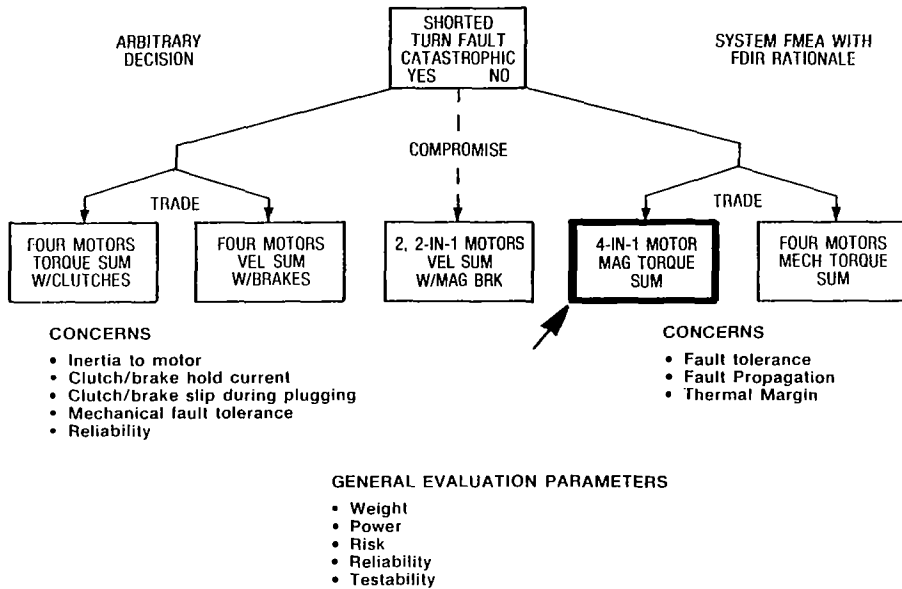 ARBITRARY
DECISION
SHORTED
TURN FAULT
CATASTROPHIC
YES NO
SYSTEM FMEA WITH
FDIR RATIONALE
COMPROMISE
TRADE
TRADE
FOUR MOTORS
TORQUE SUM
W/CLUTCHES
FOUR MOTORS
VEL SUM
W/BRAKES
2, 2-IN-1 MOTORS
VEL SUM
W/MAG BRK
4-IN-1 MOTOR
MAG TORQUE
SUM
FOUR MOTORS
MECH TORQUE
SUM
CONCERNS
• Inertia to motor
• Clutch/brake hold current
• Clutch/brake slip during plugging
• Mechanical fault tolerance
• Reliability
CONCERNS
• Fault tolerance
• Fault Propagation
• Thermal Margin
GENERAL EVALUATION PARAMETERS
• Weight
• Power
• Risk
• Reliability
• Testability